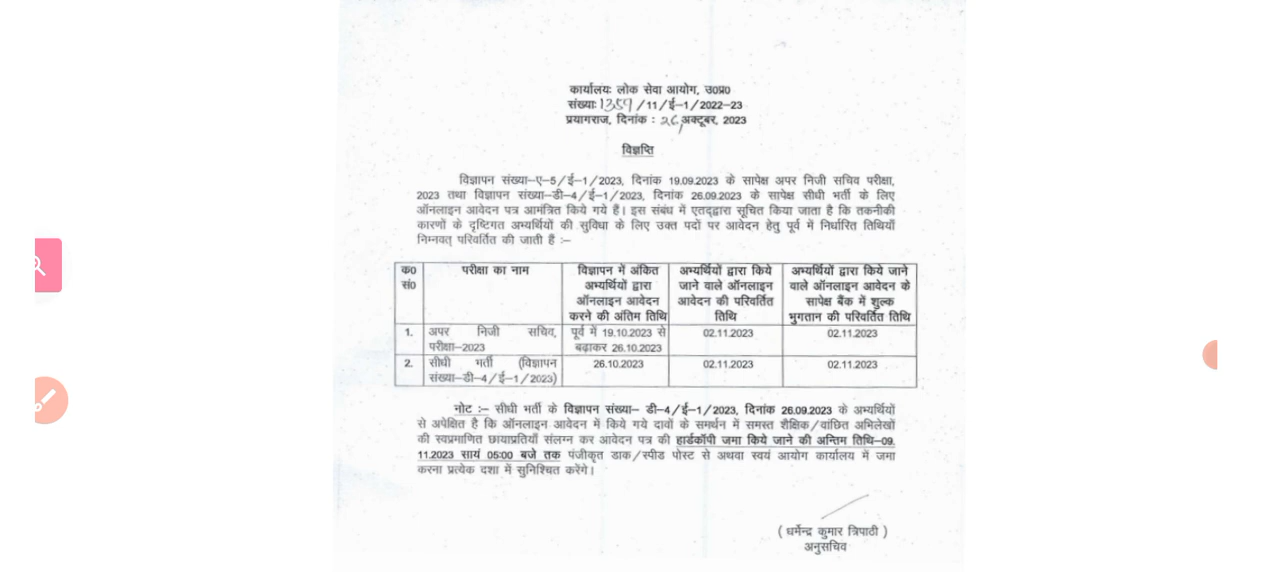 कार्यालयः लोक सेवा आयोग, उ0प्र0
संख्याः 1359/11/ई–1/2022–23
प्रयागराज, दिनांक : 26 अक्टूबर, 2023
विज्ञप्ति
विज्ञापन संख्या–ए–5/ई–1/2023, दिनांक 19.09.2023 के सापेक्ष अपर निजी सचिव परीक्षा,
2023 तथा विज्ञापन संख्या–डी–4/ई–1/2023, दिनांक 26.09.2023 के सापेक्ष सीधी भर्ती के लिए
ऑनलाइन आवेदन पत्र आमंत्रित किये गये हैं। इस संबंध में एतद्द्वारा सूचित किया जाता है कि तकनीकी
कारणों के दृष्टिगत अभ्यर्थियों की सुविधा के लिए उक्त पदों पर आवेदन हेतु पूर्व में निर्धारित तिथियाँ
निम्नवत् परिवर्तित की जाती हैं :–
क0 सं0
परीक्षा का नाम
विज्ञापन में अंकित
अभ्यर्थियों द्वारा
ऑनलाइन आवेदन
करने की अंतिम तिथि
अभ्यर्थियों द्वारा किये
जाने वाले ऑनलाइन
आवेदन की परिवर्तित
तिथि
अभ्यर्थियों द्वारा किये जाने
वाले ऑनलाइन आवेदन के
सापेक्ष बैंक में शुल्क
भुगतान की परिवर्तित तिथि
1.
अपर निजी सचिव,
परीक्षा–2023
पूर्व में 19.10.2023 से
बढ़ाकर 26.10.2023
02.11.2023
02.11.2023
2.
सीधी भर्ती (विज्ञापन
संख्या–डी–4/ई–1/2023)
26.10.2023
02.11.2023
02.11.2023
नोट :– सीधी भर्ती के विज्ञापन संख्या– डी–4/ई–1/2023, दिनांक 26.09.2023 के अभ्यर्थियों
से अपेक्षित है कि ऑनलाइन आवेदन में किये गये दावों के समर्थन में समस्त शैक्षिक/वांछित अभिलेखों
की स्वप्रमाणित छायाप्रतियाँ संलग्न कर आवेदन पत्र की हार्डकॉपी जमा किये जाने की अन्तिम तिथि–09.
11.2023 सायं 05:00 बजे तक पंजीकृत डाक/स्पीड पोस्ट से अथवा स्वयं आयोग कार्यालय में जमा
करना प्रत्येक दशा में सुनिश्चित करेंगे।
( धर्मेन्द्र कुमार त्रिपाठी )
अनुसचिव